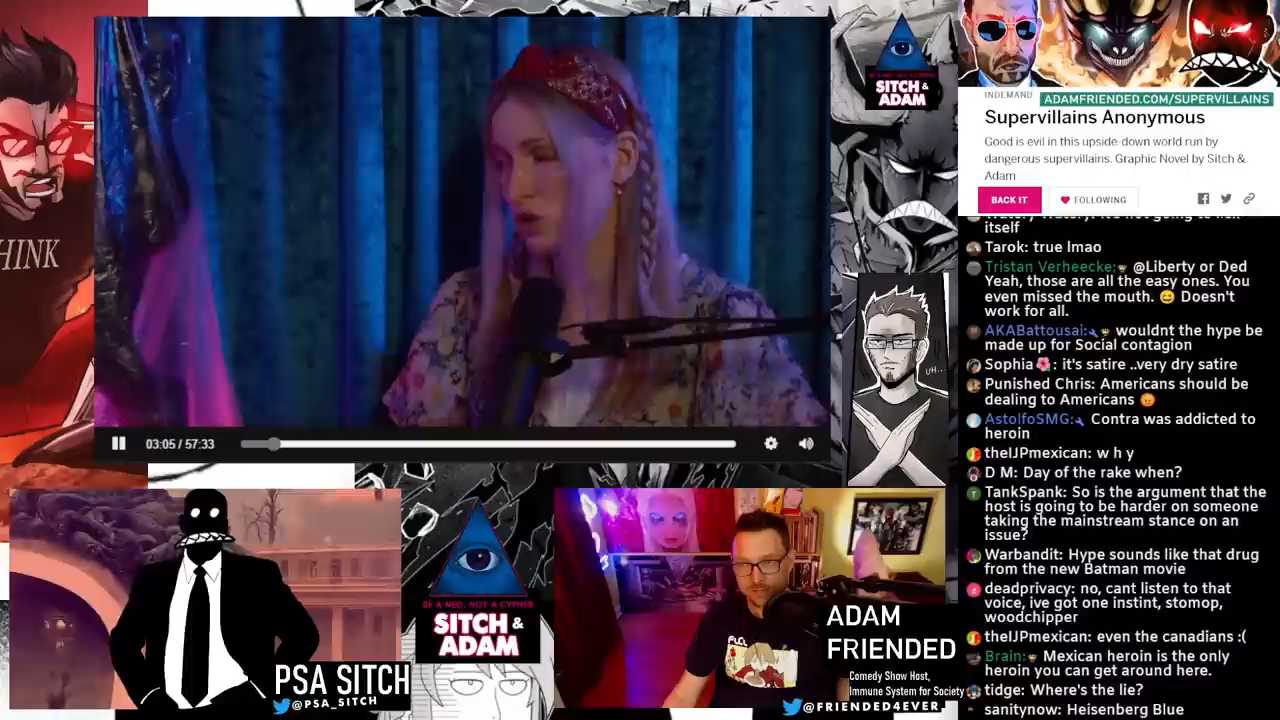 HINK
SITCH &
ADAM
INDEMAND
ADAMFRIENDED.COM/SUPERVILLAINS
Supervillains Anonymous
Good is evil in this upside-down world run by
dangerous supervillains. Graphic Novel by Sitch &
Adam
BACK IT
FOLLOWING
UH..
03:05 / 57:33
itself
Tarok: true lmao
Tristan Verheecke: @Liberty or Ded
Yeah, those are all the easy ones. You
even missed the mouth. 😅 Doesn't
work for all.
AKABattousai: wouldnt the hype be
made up for Social contagion
Sophia🌸: it's satire ..very dry satire
Punished Chris: Americans should be
dealing to Americans 😡
AstolfoSMG: Contra was addicted to
heroin
theIJPmexican: w h y
D M: Day of the rake when?
TankSpank: So is the argument that the
host is going to be harder on someone
taking the mainstream stance on an
issue?
Warbandit: Hype sounds like that drug
from the new Batman movie
deadprivacy: no, cant listen to that
voice, ive got one instint, stomop,
woodchipper
theIJPmexican: even the canadians :(
Brain: Mexican heroin is the only
heroin you can get around here.
tidge: Where's the lie?
sanitynow: Heisenberg Blue
PSA SITCH
@PSA_SITCH
BE A NEO, NOT A CYPHER
SITCH &
ADAM
ADAM
FRIENDED
Comedy Show Host,
Immune System for Society
@FRIENDED4EVER